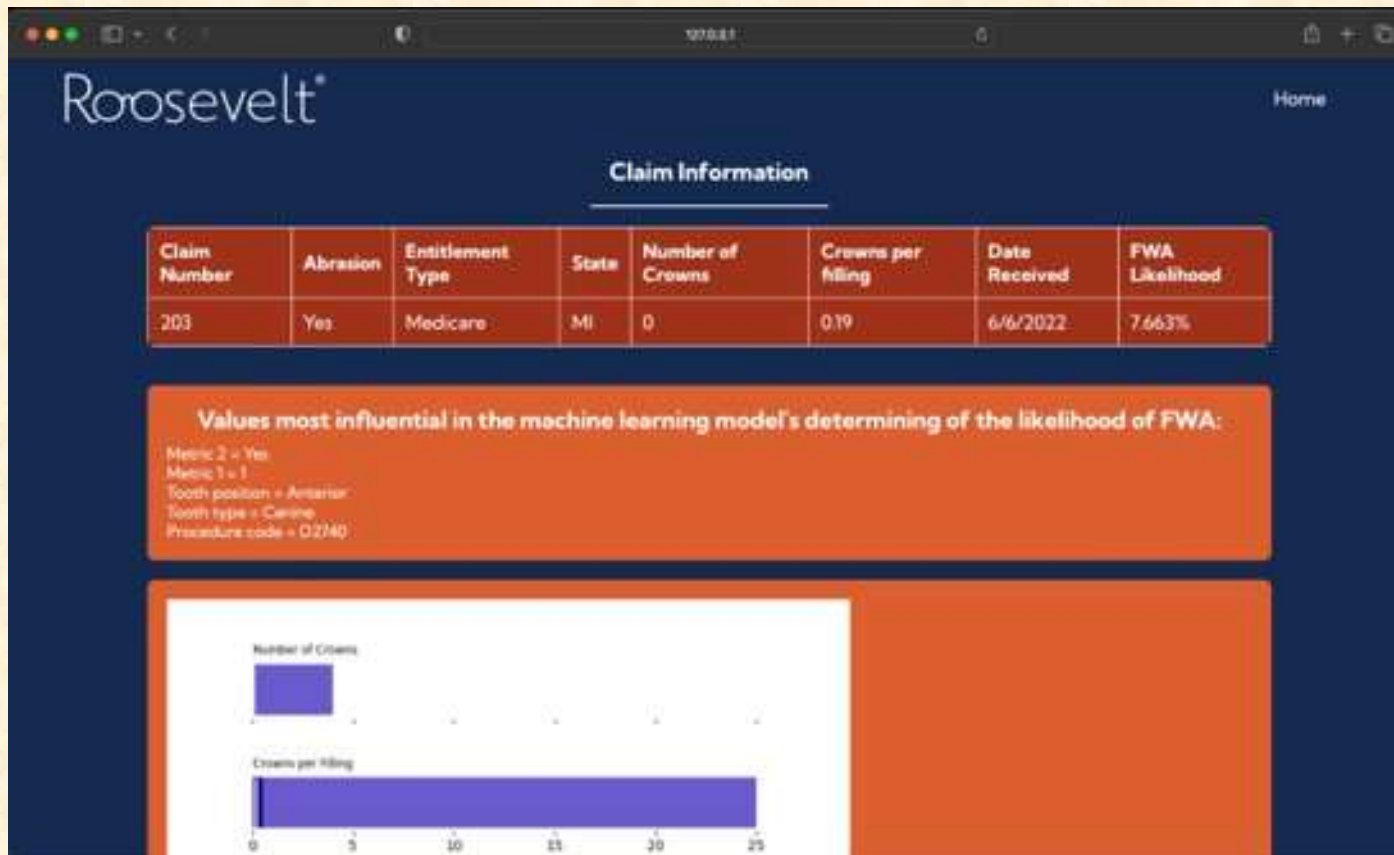 127.0.0.1
Roosevelt®
Home
Claim Information
Claim Number
Abrasion
Entitlement Type
State
Number of Crowns
Crowns per filling
Date Received
FWA Likelihood
203
Yes
Medicare
MI
0
0.19
6/6/2022
7.663%
Values most influential in the machine learning model's determining of the likelihood of FWA:
Metric 2 = Yes
Metric 1 = 1
Tooth position = Anterior
Tooth type = Canine
Procedure code = D2740
Number of Crowns
Crowns per Filling
0 5 10 15 20 25